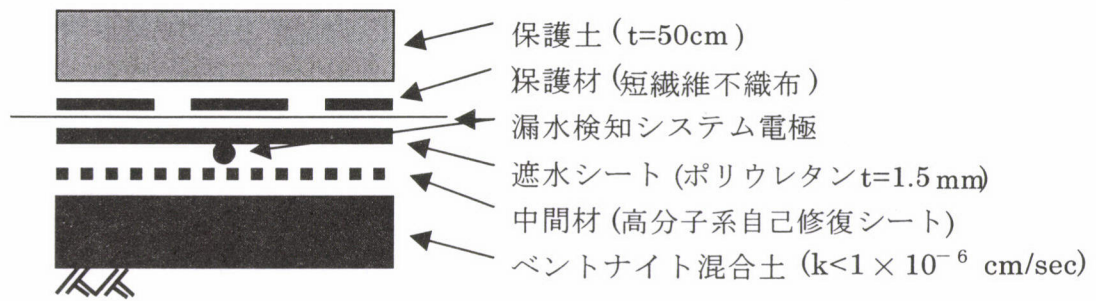 保護土 (t=50cm)
保護材 (短繊維不織布)
漏水検知システム電極
遮水シート (ポリウレタン t=1.5mm)
中間材 (高分子系自己修復シート)
ベントナイト混合土 (k<1×10⁻⁶ cm/sec)